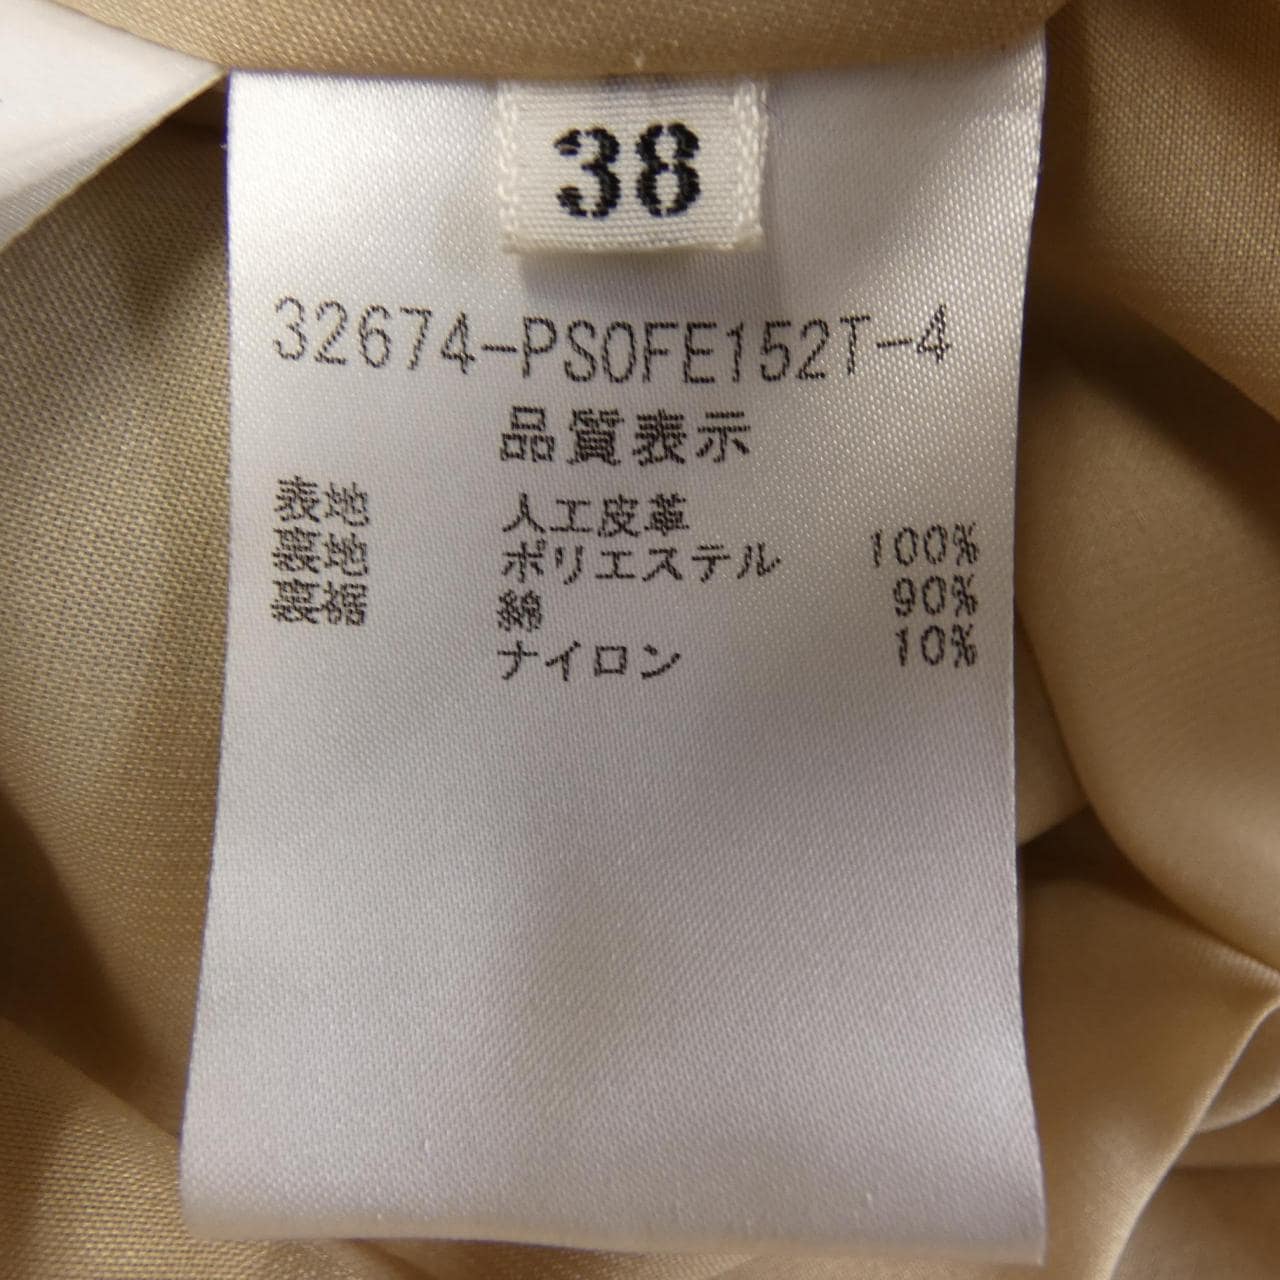 38
32674-PS0FE152T-4
品質表示
表地 人工皮革
裏地 ポリエステル 100%
裏裾 綿 90%
ナイロン 10%